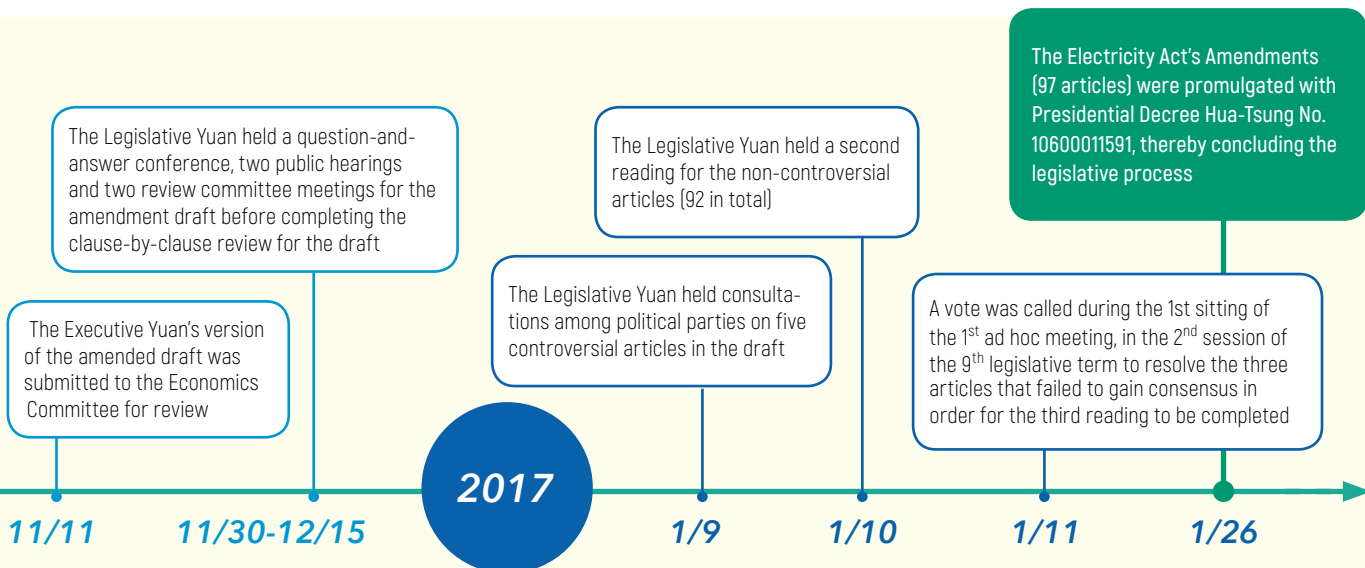 The Electricity Act's Amendments
(97 articles) were promulgated with
Presidential Decree Hua-Tsung No.
10600011591, thereby concluding the
legislative process
The Legislative Yuan held a question-and-
answer conference, two public hearings
and two review committee meetings for the
amendment draft before completing the
clause-by-clause review for the draft
The Legislative Yuan held a second
reading for the non-controversial
articles (92 in total)
The Executive Yuan's version
of the amended draft was
submitted to the Economics
Committee for review
The Legislative Yuan held consulta-
tions among political parties on five
controversial articles in the draft
A vote was called during the 1st sitting of
the 1st ad hoc meeting, in the 2nd session of
the 9th legislative term to resolve the three
articles that failed to gain consensus in
order for the third reading to be completed
2017
11/11
11/30-12/15
1/9
1/10
1/11
1/26